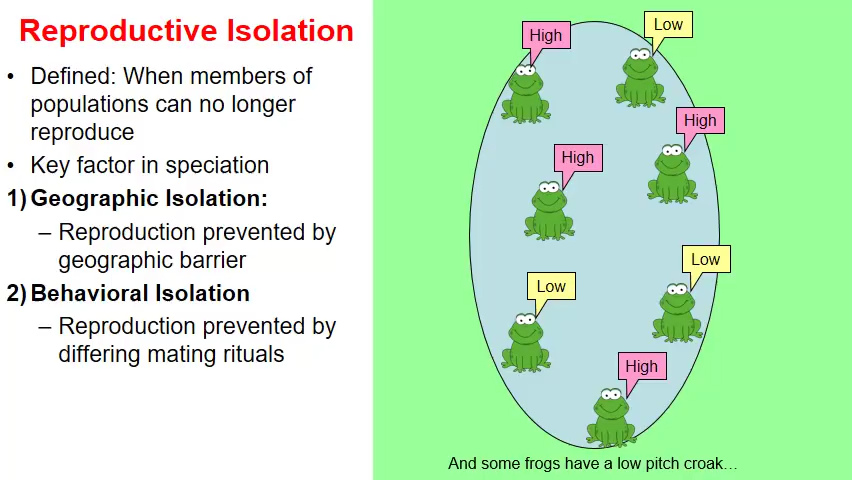 Reproductive Isolation
• Defined: When members of
populations can no longer
reproduce
• Key factor in speciation
1) Geographic Isolation:
– Reproduction prevented by
geographic barrier
2) Behavioral Isolation
– Reproduction prevented by
differing mating rituals
High
Low
High
High
Low
Low
High
And some frogs have a low pitch croak…